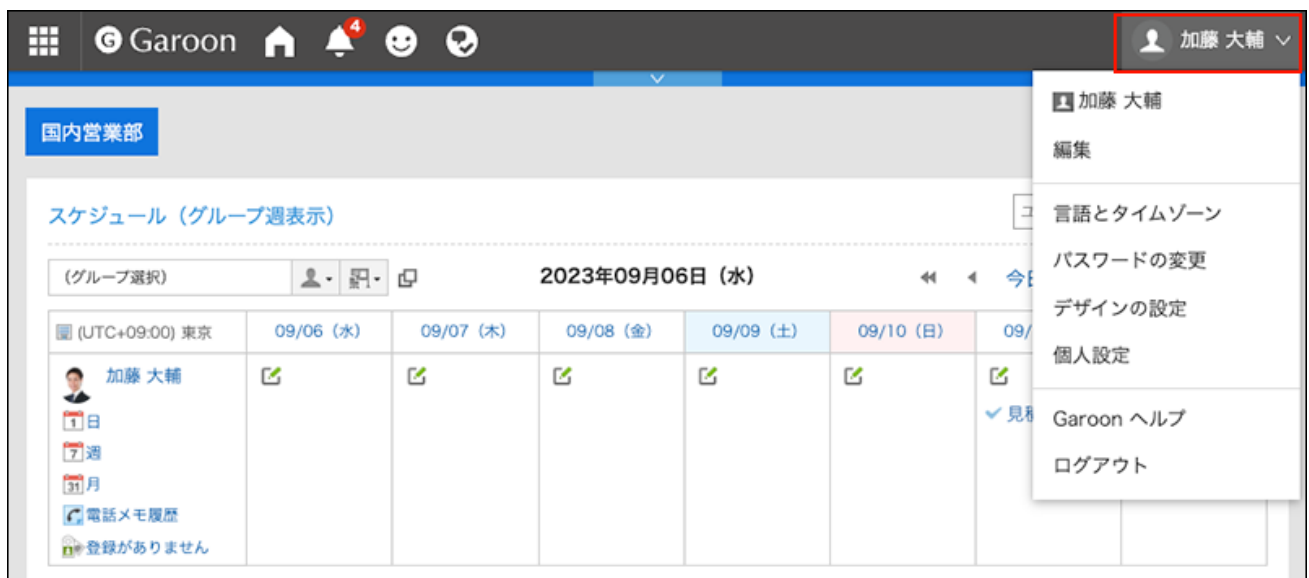 G Garoon 4 加藤 大輔
加藤 大輔
編集
言語とタイムゾーン
パスワードの変更
デザインの設定
個人設定
Garoon ヘルプ
ログアウト
国内営業部
スケジュール（グループ週表示）
(グループ選択) 2023年09月06日（水）
(UTC+09:00) 東京 09/06（水） 09/07（木） 09/08（金） 09/09（土） 09/10（日） 09/
加藤 大輔
1 日
7 週
31 月
電話メモ履歴
登録がありません